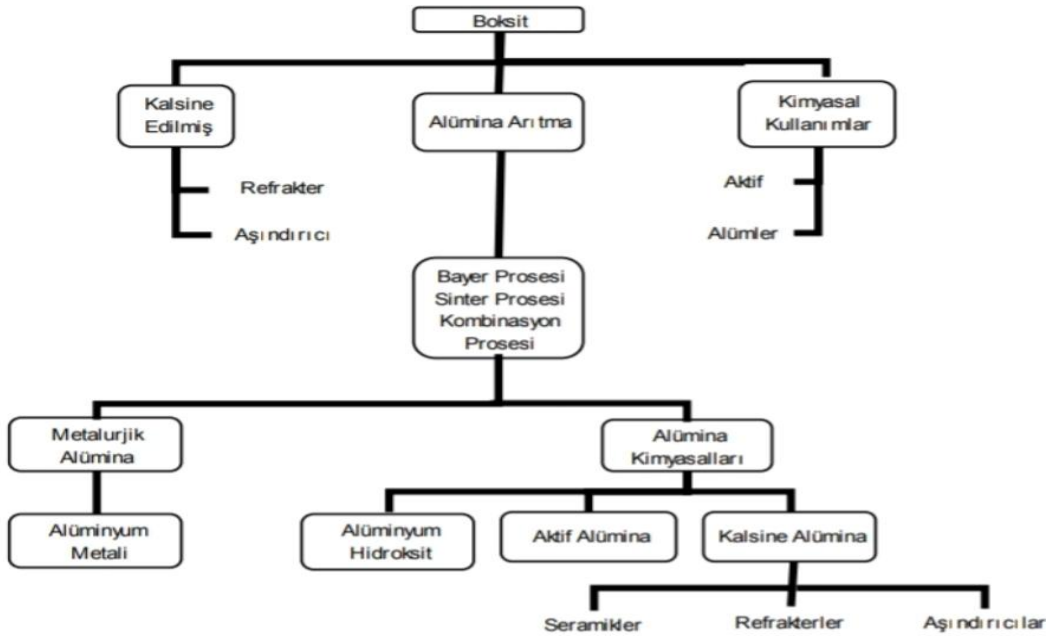 Boksit
Kalsine
Edilmiş
Alümina Arıtma
Kimyasal
Kullanımlar
Refrakter
Aşındırıcı
Aktif
Alümler
Bayer Prosesi
Sinter Prosesi
Kombinasyon
Prosesi
Metalurjik
Alümina
Alümina
Kimyasalları
Alüminyum
Metali
Alüminyum
Hidroksit
Aktif Alümina
Kalsine Alümina
Seramikler
Refrakterler
Aşındırıcılar